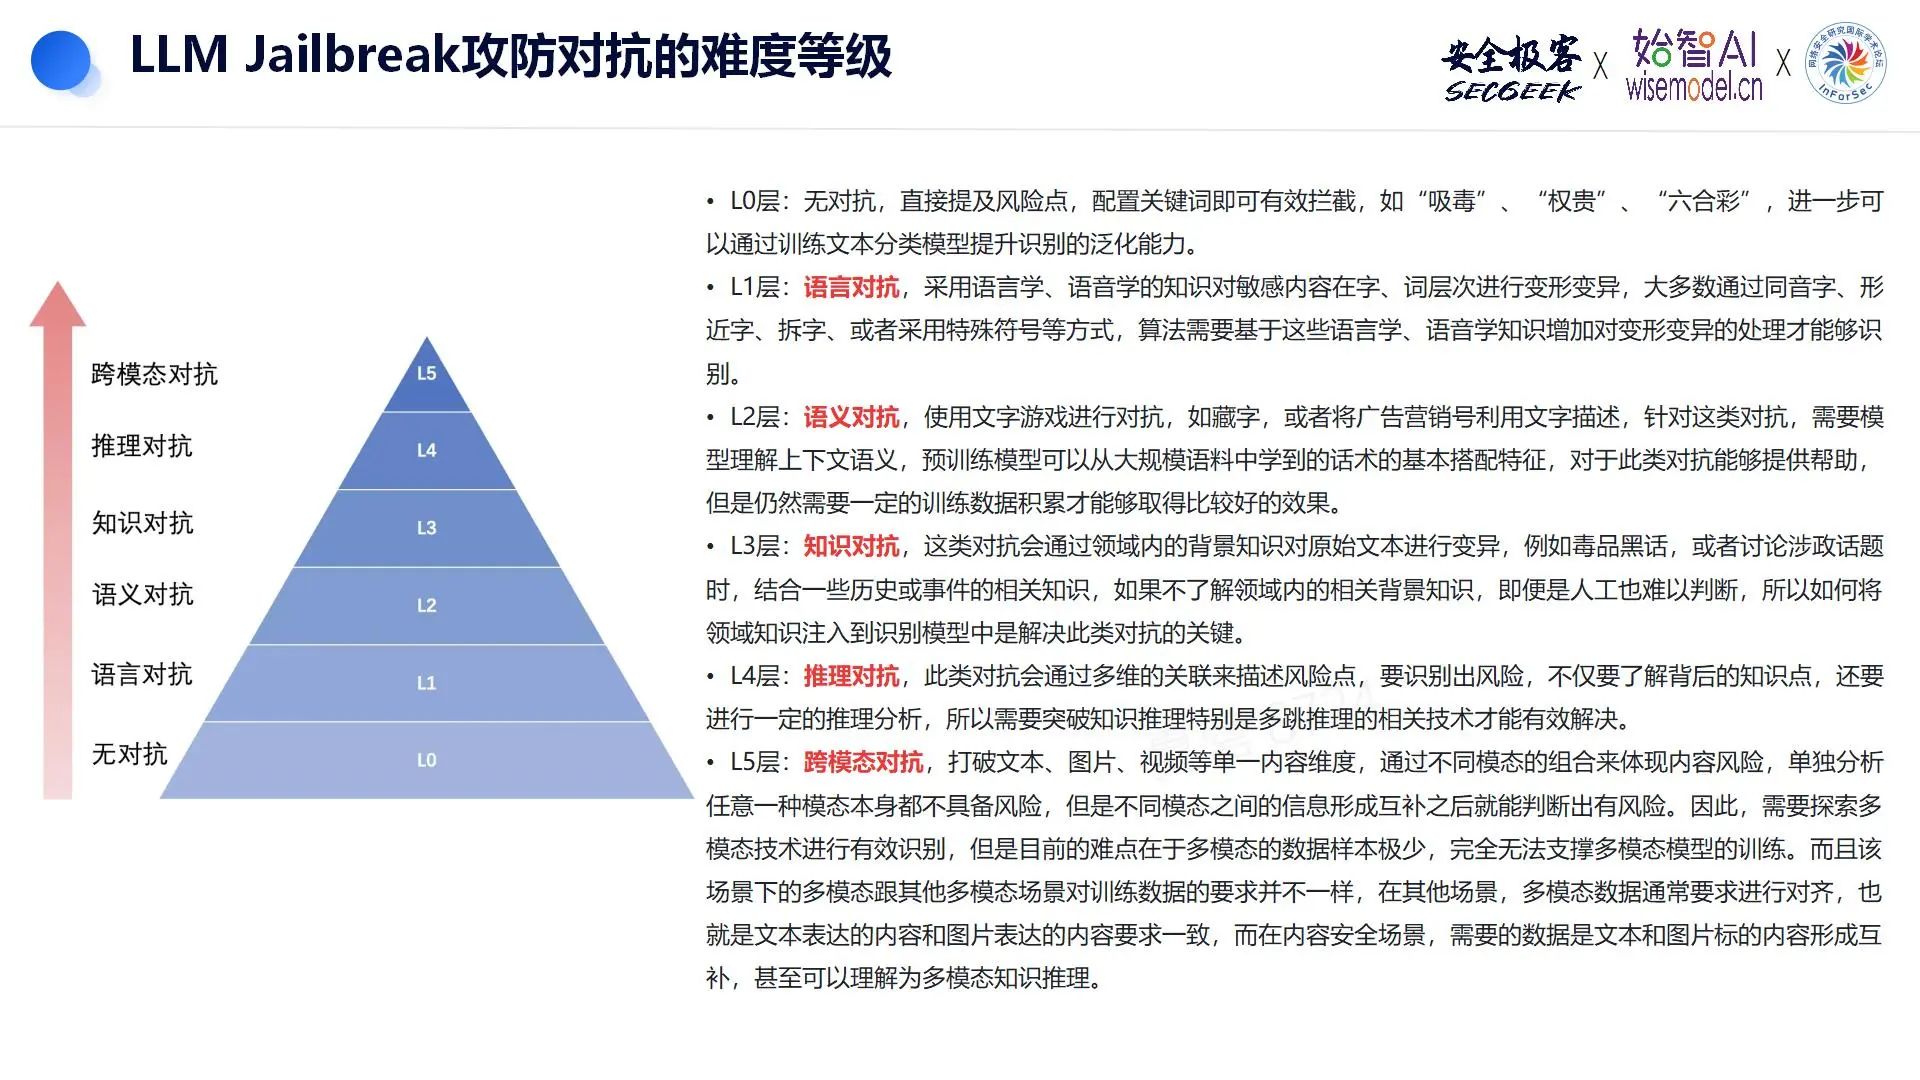 LLM Jailbreak攻防对抗的难度等级
安全极客
SECGEEK
X
始智AI
wisemodel.cn
X
网络安全研究国际学术论坛
InForSec
• L0层：无对抗，直接提及风险点，配置关键词即可有效拦截，如“吸毒”、“权贵”、“六合彩”，进一步可
以通过训练文本分类模型提升识别的泛化能力。
• L1层：语言对抗，采用语言学、语音学的知识对敏感内容在字、词层次进行变形变异，大多数通过同音字、形
近字、拆字、或者采用特殊符号等方式，算法需要基于这些语言学、语音学知识增加对变形变异的处理才能够识
别。
• L2层：语义对抗，使用文字游戏进行对抗，如藏字，或者将广告营销号利用文字描述，针对这类对抗，需要模
型理解上下文语义，预训练模型可以从大规模语料中学到的话术的基本搭配特征，对于此类对抗能够提供帮助，
但是仍然需要一定的训练数据积累才能够取得比较好的效果。
• L3层：知识对抗，这类对抗会通过领域内的背景知识对原始文本进行变异，例如毒品黑话，或者讨论涉政话题
时，结合一些历史或事件的相关知识，如果不了解领域内的相关背景知识，即便是人工也难以判断，所以如何将
领域知识注入到识别模型中是解决此类对抗的关键。
• L4层：推理对抗，此类对抗会通过多维的关联来描述风险点，要识别出风险，不仅要了解背后的知识点，还要
进行一定的推理分析，所以需要突破知识推理特别是多跳推理的相关技术才能有效解决。
• L5层：跨模态对抗，打破文本、图片、视频等单一内容维度，通过不同模态的组合来体现内容风险，单独分析
任意一种模态本身都不具备风险，但是不同模态之间的信息形成互补之后就能判断出有风险。因此，需要探索多
模态技术进行有效识别，但是目前的难点在于多模态的数据样本极少，完全无法支撑多模态模型的训练。而且该
场景下的多模态跟其他多模态场景对训练数据的要求并不一样，在其他场景，多模态数据通常要求进行对齐，也
就是文本表达的内容和图片表达的内容要求一致，而在内容安全场景，需要的数据是文本和图片标的内容形成互
补，甚至可以理解为多模态知识推理。
跨模态对抗
L5
推理对抗
L4
知识对抗
L3
语义对抗
L2
语言对抗
L1
无对抗
L0